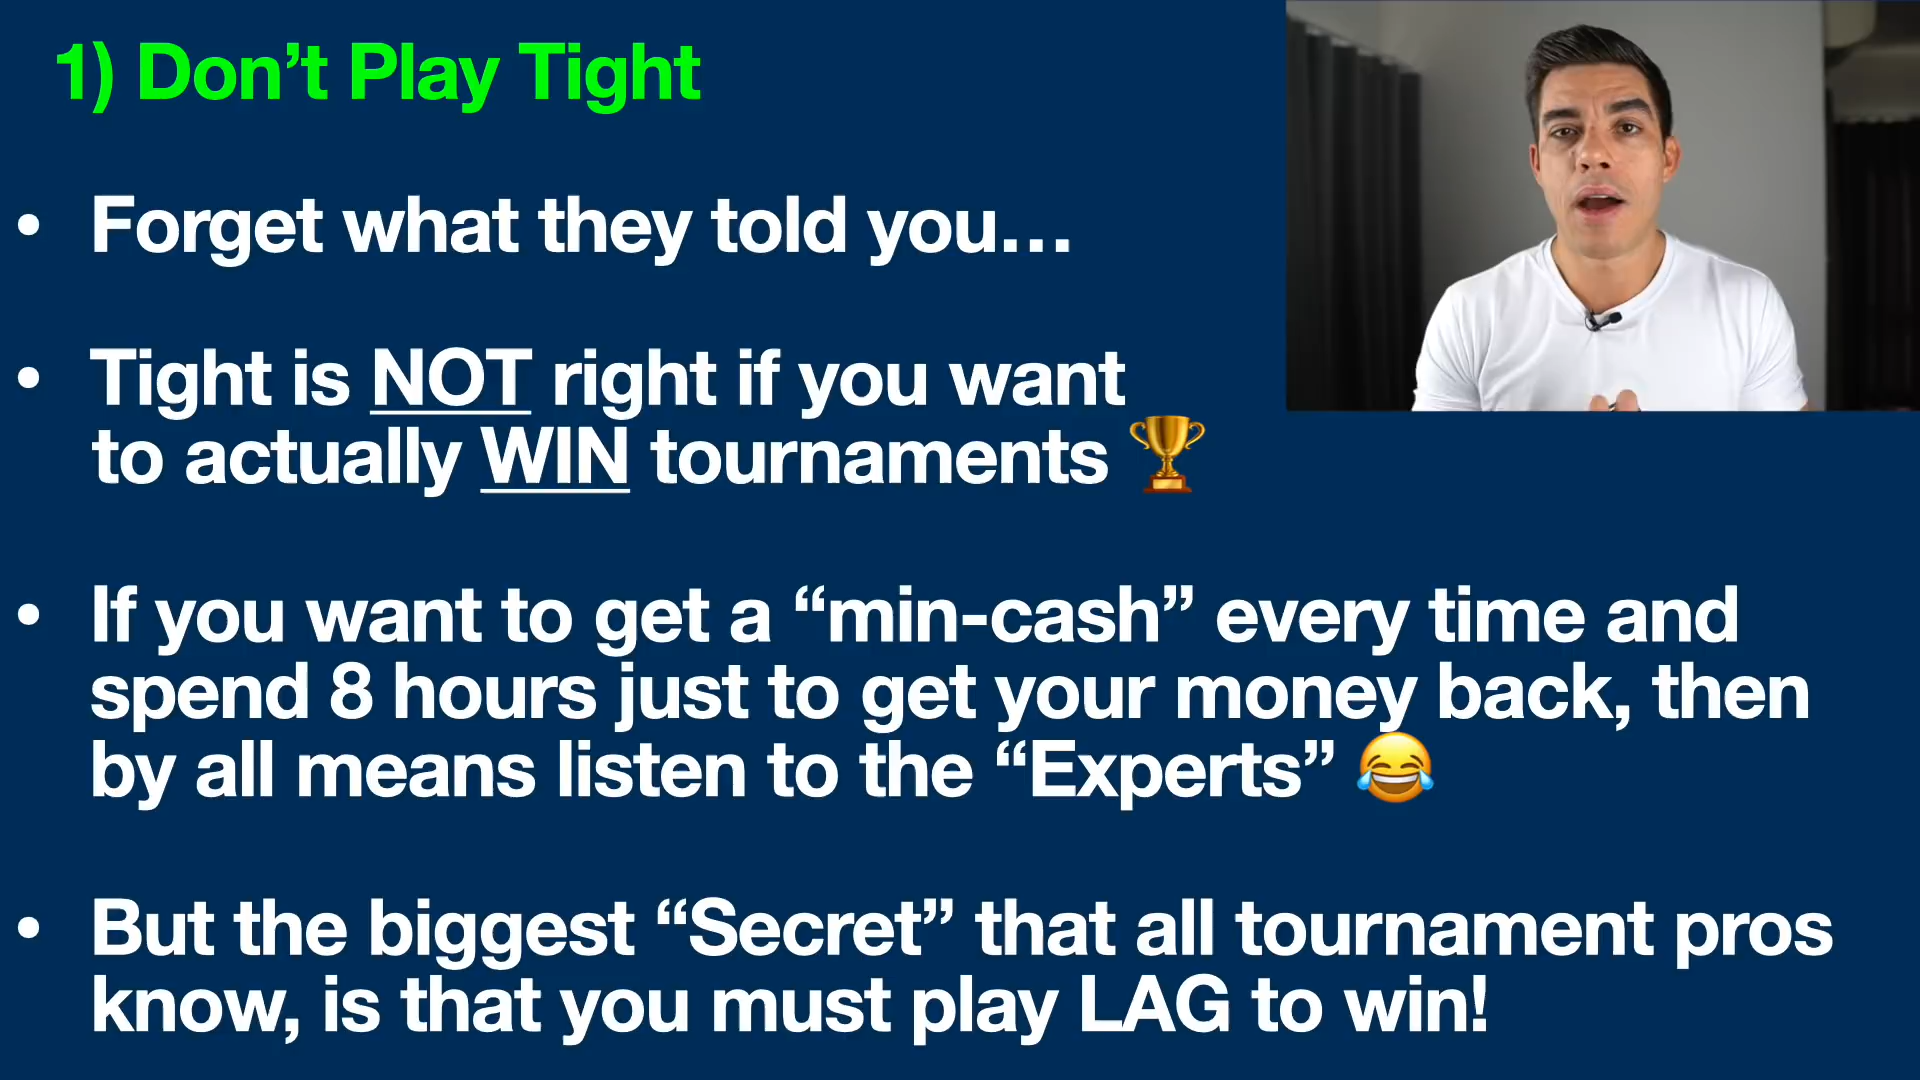 1) Don’t Play Tight
• Forget what they told you…
• Tight is NOT right if you want
to actually WIN tournaments 🏆
• If you want to get a “min-cash” every time and
spend 8 hours just to get your money back, then
by all means listen to the “Experts” 😂
• But the biggest “Secret” that all tournament pros
know, is that you must play LAG to win!